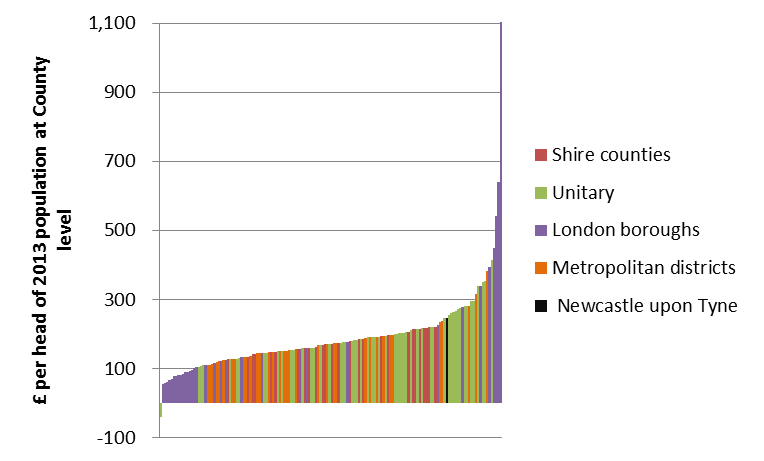 £ per head of 2013 population at County
level
1,100
900
700
500
300
100
-100
Shire counties
Unitary
London boroughs
Metropolitan districts
Newcastle upon Tyne